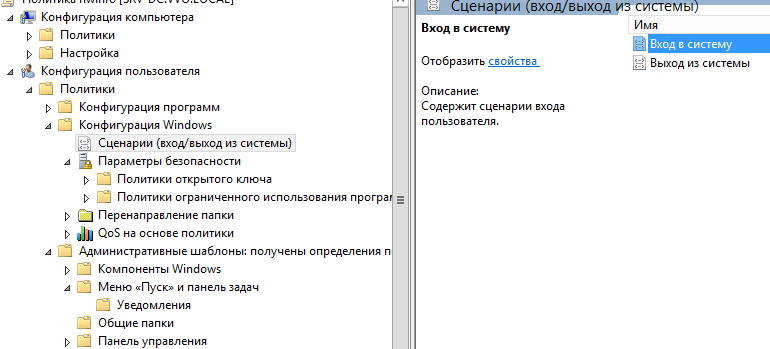 Политика hwinfo [SRV-DC.VVO.LOCAL]
Конфигурация компьютера
Политики
Настройка
Конфигурация пользователя
Политики
Конфигурация программ
Конфигурация Windows
Сценарии (вход/выход из системы)
Параметры безопасности
Политики открытого ключа
Политики ограниченного использования програм
Перенаправление папки
QoS на основе политики
Административные шаблоны: получены определения п
Компоненты Windows
Меню «Пуск» и панель задач
Уведомления
Общие папки
Панель управления
Сценарии (вход/выход из системы)
Вход в систему
Отобразить свойства
Описание:
Содержит сценарии входа
пользователя.
Имя
Вход в систему
Выход из системы